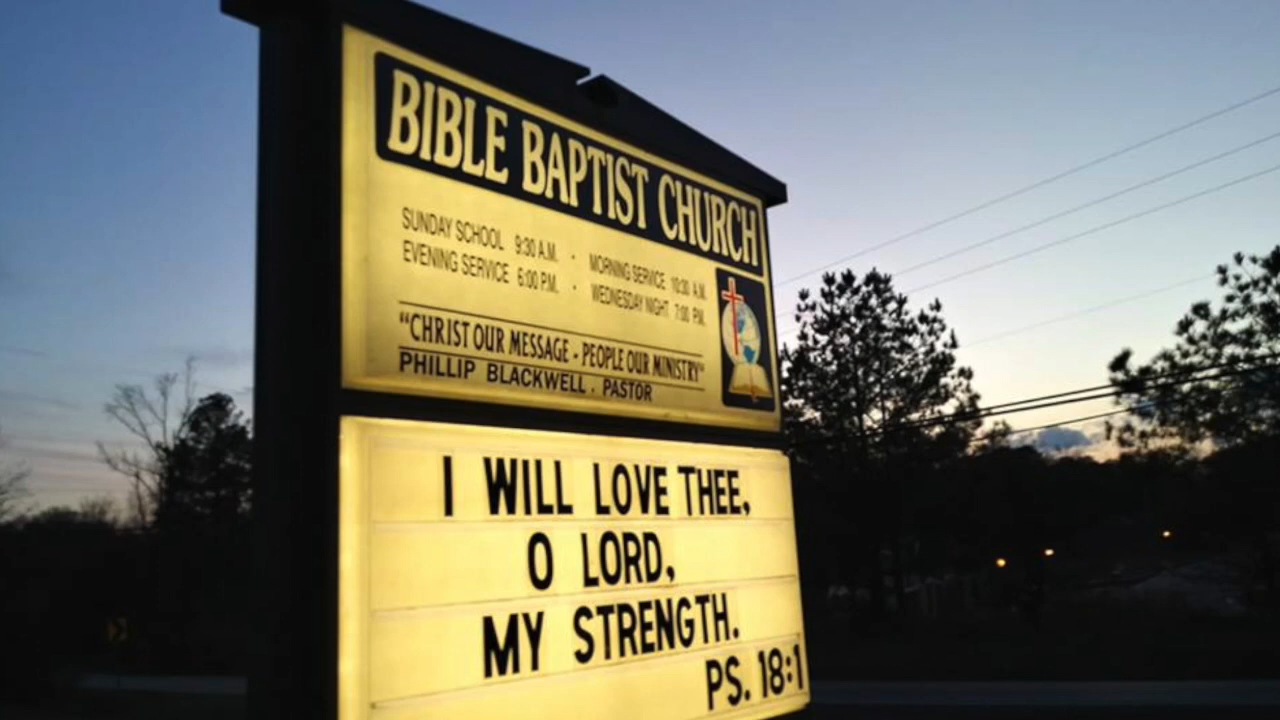 BIBLE BAPTIST CHURCH
SUNDAY SCHOOL 9:30 A.M. · MORNING SERVICE 10:30 A.M.
EVENING SERVICE 6:00 P.M. · WEDNESDAY NIGHT 7:00 P.M.
"CHRIST OUR MESSAGE - PEOPLE OUR MINISTRY"
PHILLIP BLACKWELL . PASTOR
I WILL LOVE THEE,
O LORD,
MY STRENGTH.
PS. 18:1